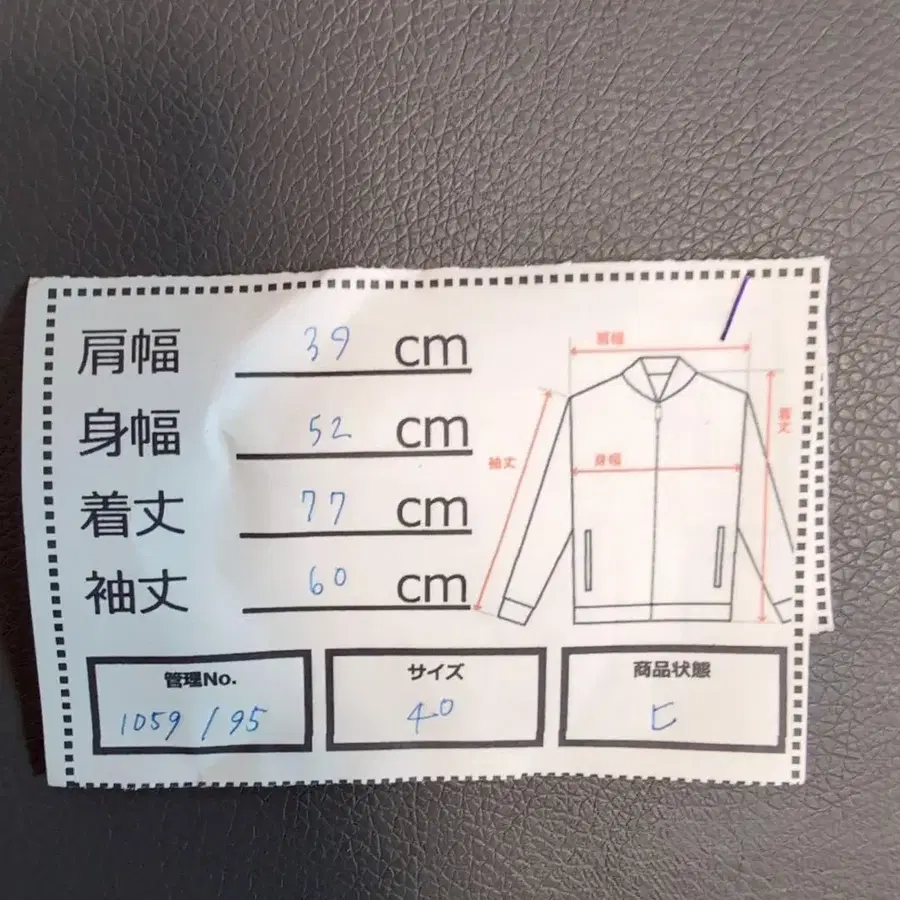 肩幅 39 cm
身幅 52 cm
着丈 77 cm
袖丈 60 cm
肩幅
着丈
袖丈
身幅
管理No.
1059/95
サイズ
40
商品状態